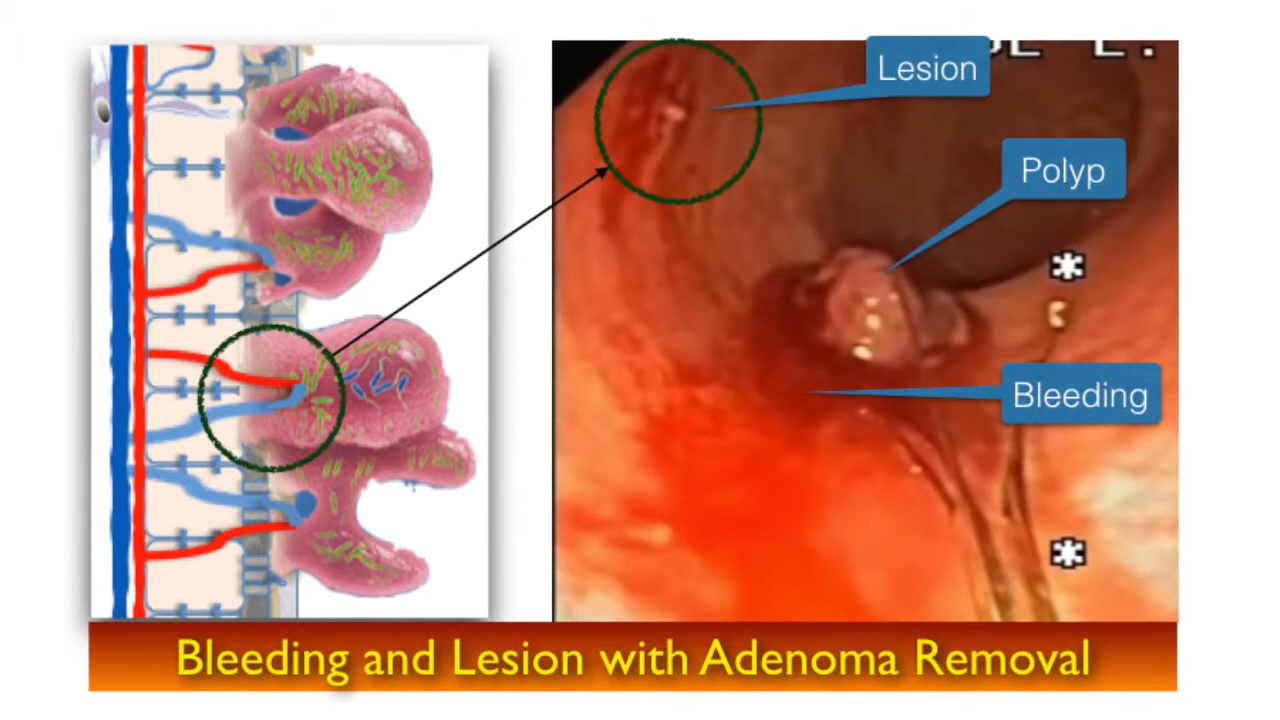 Lesion
Polyp
Bleeding
Bleeding and Lesion with Adenoma Removal